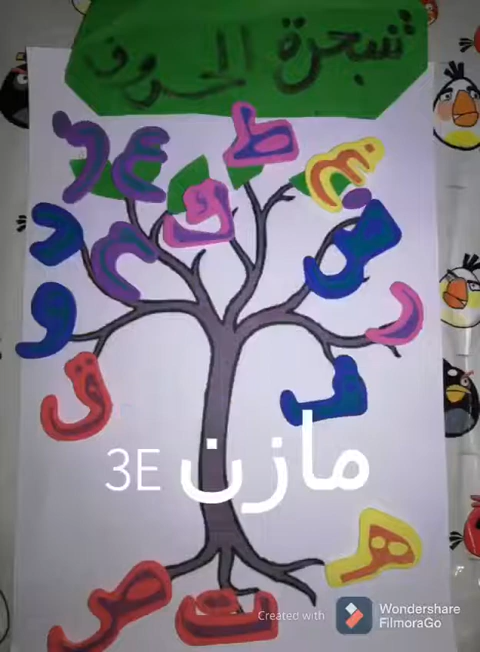 شجرة الحروف
ط
ع
ش
ك
د
ح
ض
و
ر
ق
مازن 3E
ه
ص
ت
Created with Wondershare FilmoraGo